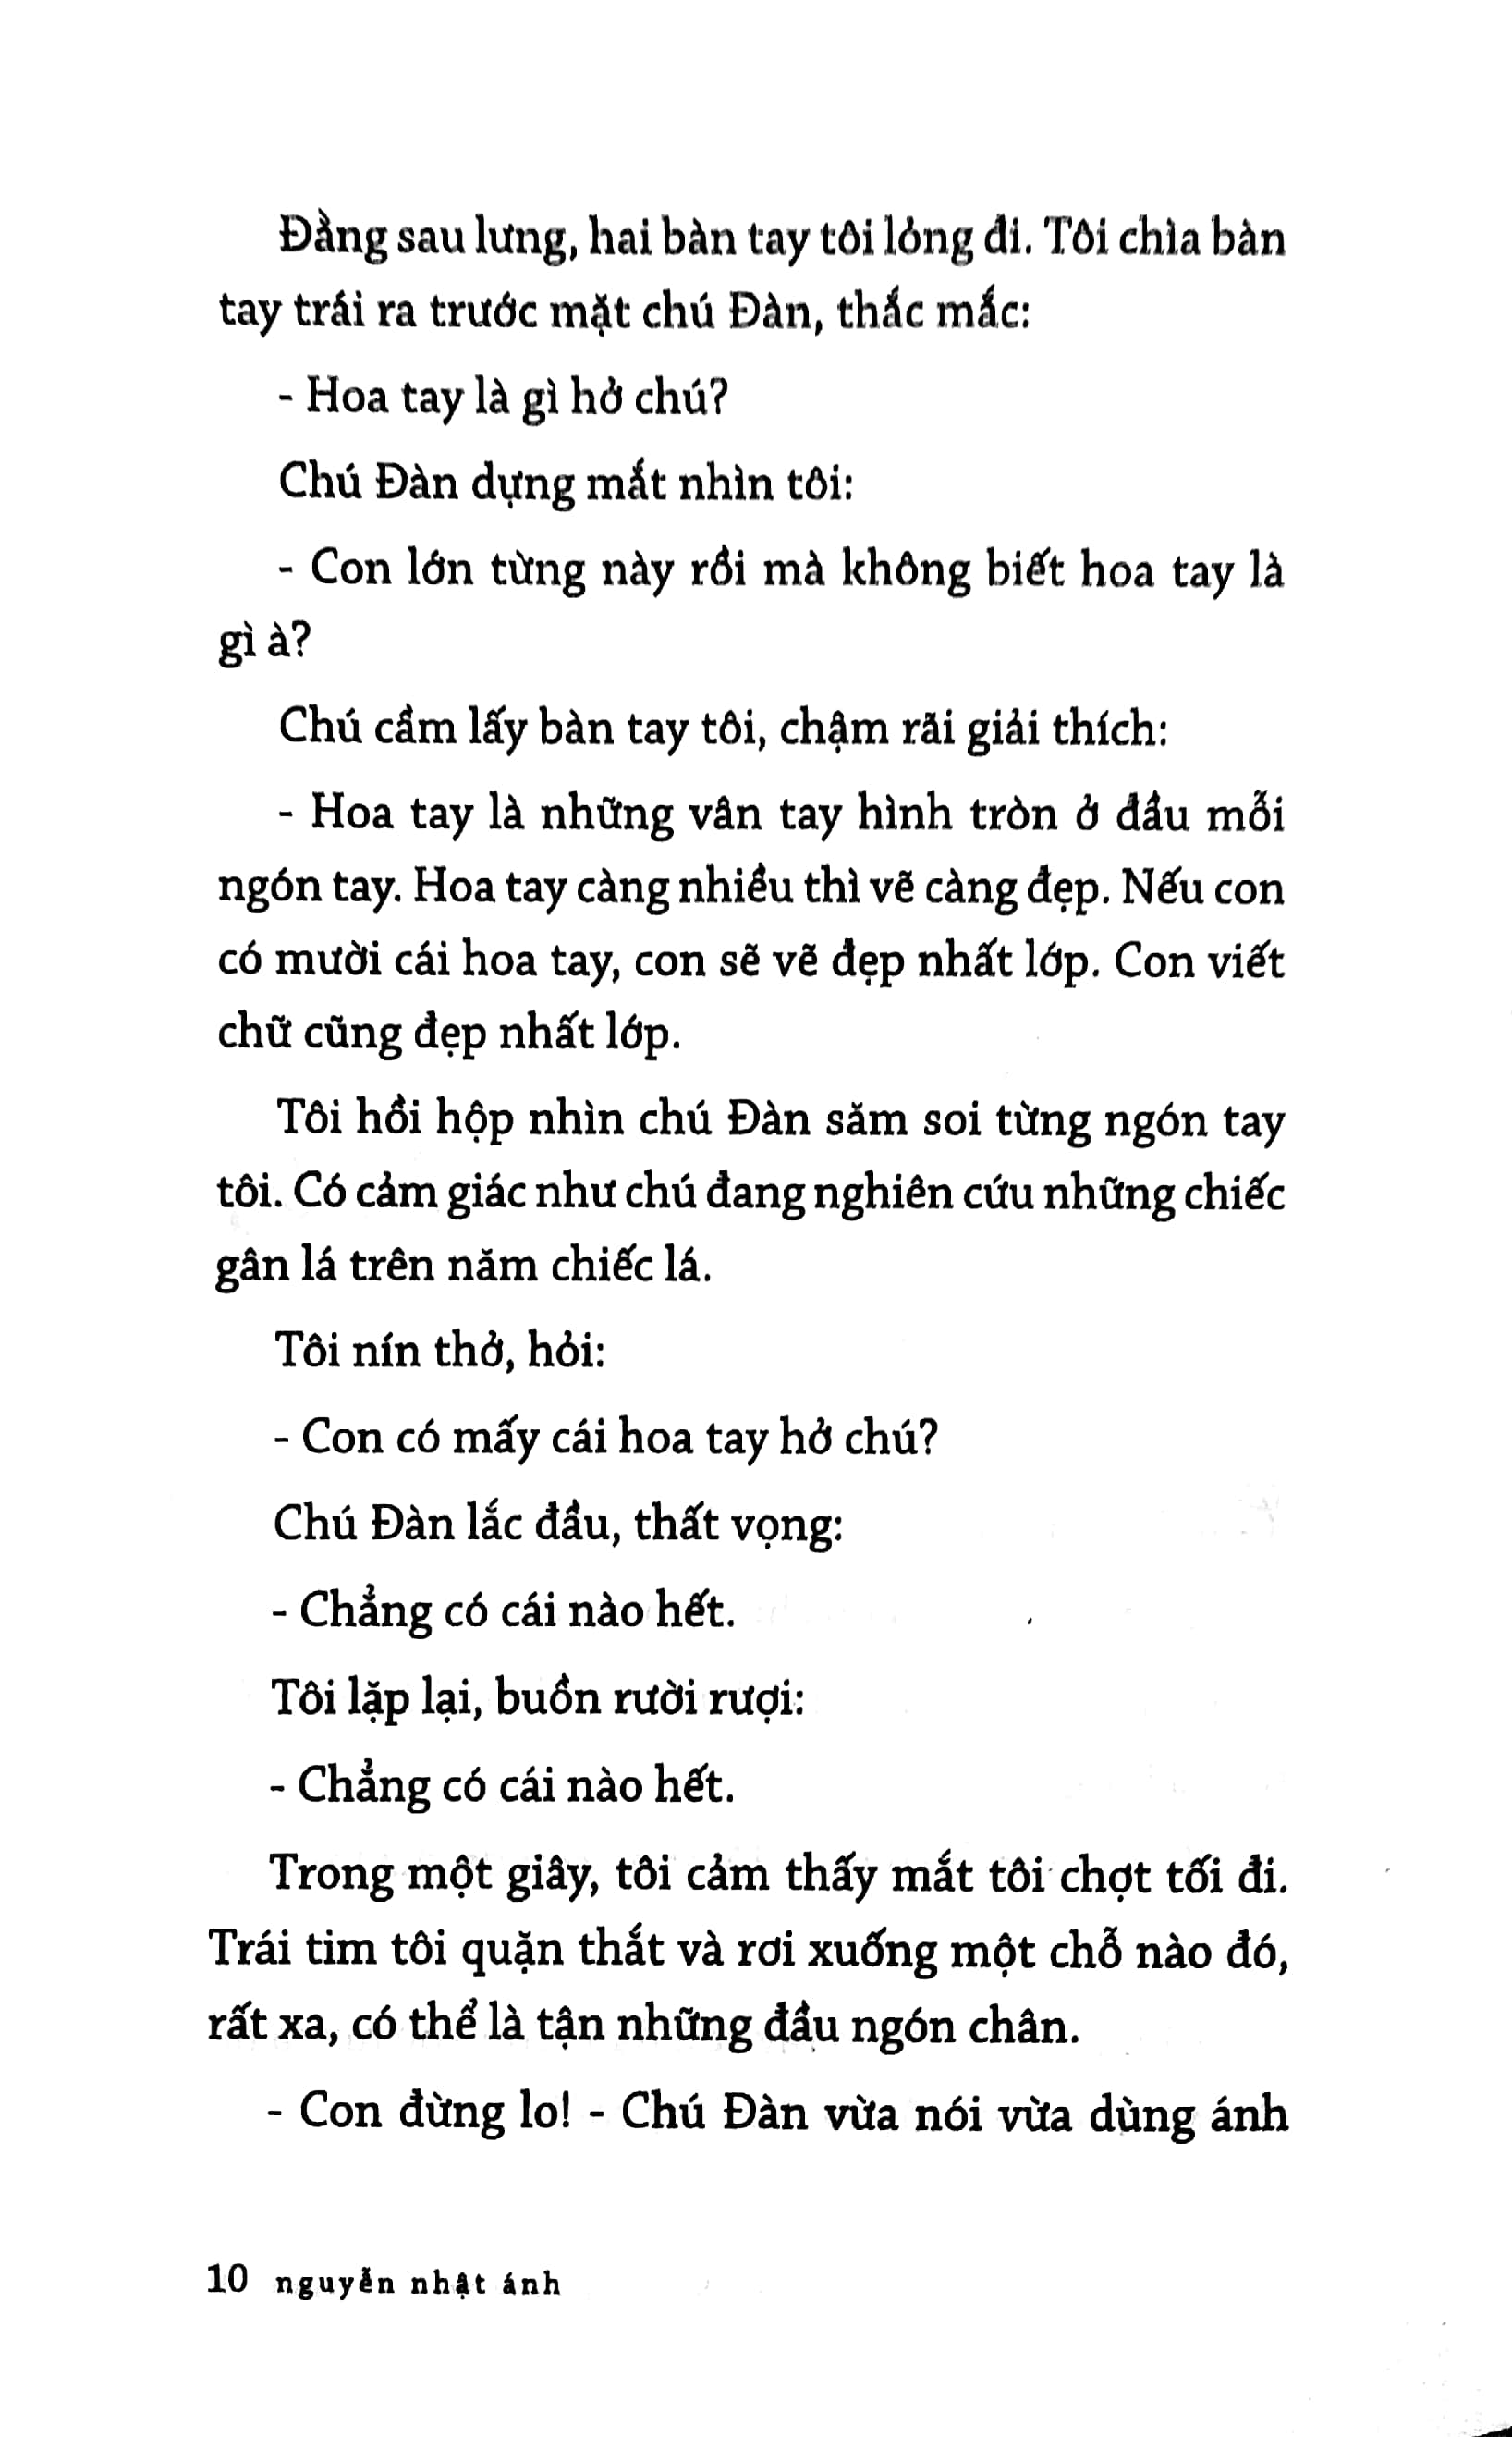 Đằng sau lưng, hai bàn tay tôi lỏng đi. Tôi chìa bàn
tay trái ra trước mặt chú Đàn, thắc mắc:
- Hoa tay là gì hở chú?
Chú Đàn dựng mắt nhìn tôi:
- Con lớn từng này rồi mà không biết hoa tay là
gì à?
Chú cầm lấy bàn tay tôi, chậm rãi giải thích:
- Hoa tay là những vân tay hình tròn ở đầu mỗi
ngón tay. Hoa tay càng nhiều thì vẽ càng đẹp. Nếu con
có mười cái hoa tay, con sẽ vẽ đẹp nhất lớp. Con viết
chữ cũng đẹp nhất lớp.
Tôi hồi hộp nhìn chú Đàn săm soi từng ngón tay
tôi. Có cảm giác như chú đang nghiên cứu những chiếc
gân lá trên năm chiếc lá.
Tôi nín thở, hỏi:
- Con có mấy cái hoa tay hở chú?
Chú Đàn lắc đầu, thất vọng:
- Chẳng có cái nào hết.
Tôi lặp lại, buồn rười rượi:
- Chẳng có cái nào hết.
Trong một giây, tôi cảm thấy mắt tôi chợt tối đi.
Trái tim tôi quặn thắt và rơi xuống một chỗ nào đó,
rất xa, có thể là tận những đầu ngón chân.
- Con đừng lo! - Chú Đàn vừa nói vừa dùng ánh
10 nguyễn nhật ánh